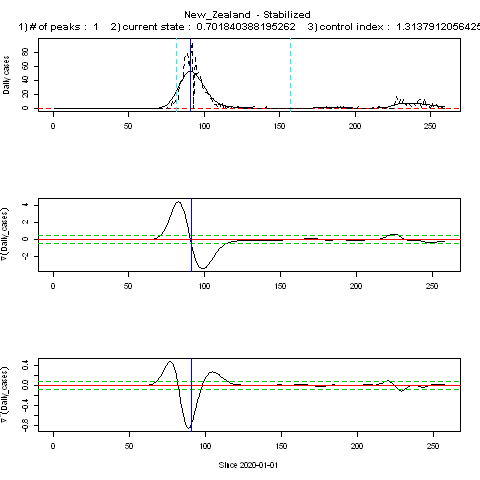 New_Zealand - Stabilized
1) # of peaks : 1 2) current state : 0.701840388195262 3) control index : 1.3137912056425
Daily cases
80
60
40
20
0
0 50 100 150 200 250
∇ (Daily_cases)
4
2
0
-2
0 50 100 150 200 250
∇ (Daily_cases)
0.4
0.0
-0.4
-0.8
0 50 100 150 200 250
Since 2020-01-01